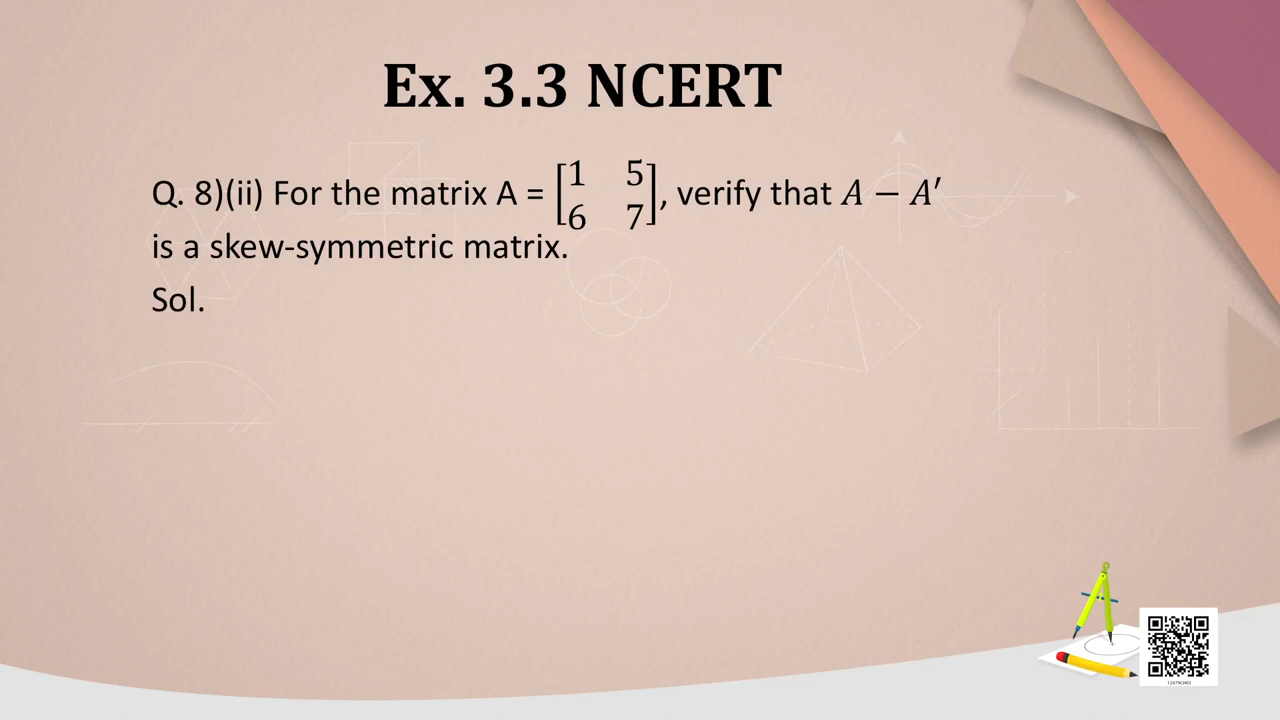 Ex. 3.3 NCERT
Q. 8)(ii) For the matrix A = [1 5; 6 7], verify that A − A′
is a skew-symmetric matrix.
Sol.
12079CH03